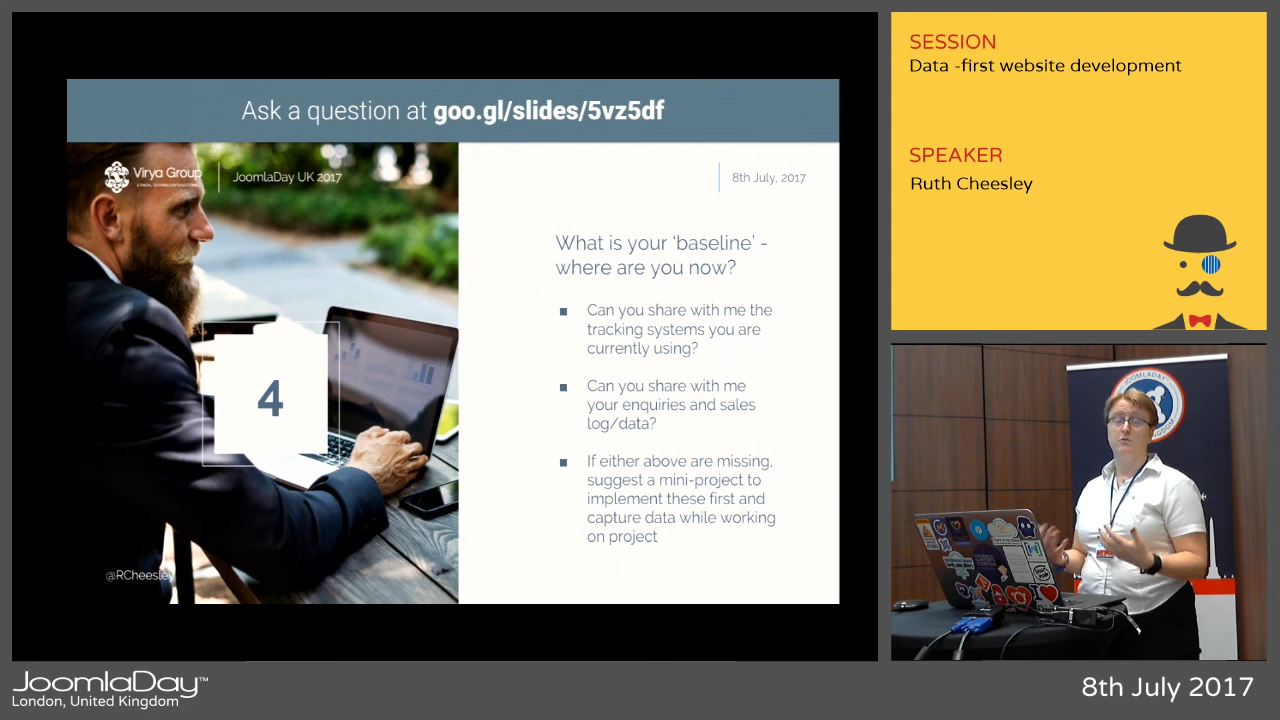 Ask a question at goo.gl/slides/5vz5df
Virya Group
ETHICAL TECHNOLOGY SOLUTIONS
JoomlaDay UK 2017
8th July, 2017
What is your ‘baseline’ -
where are you now?
Can you share with me the
tracking systems you are
currently using?
Can you share with me
your enquiries and sales
log/data?
If either above are missing,
suggest a mini-project to
implement these first and
capture data while working
on project
4
@RCheesley
SESSION
Data -first website development
SPEAKER
Ruth Cheesley
JOOMLADAY
JoomlaDay™
London, United Kingdom
8th July 2017